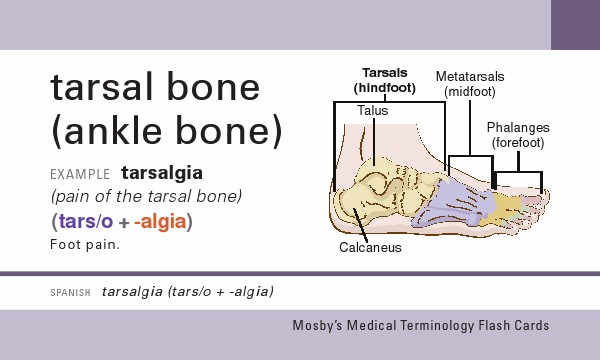 tarsal bone
(ankle bone)
EXAMPLE tarsalgia
(pain of the tarsal bone)
(tars/o + -algia)
Foot pain.
Tarsals
(hindfoot)
Metatarsals
(midfoot)
Talus
Phalanges
(forefoot)
Calcaneus
SPANISH tarsalgia (tars/o + -algia)
Mosby's Medical Terminology Flash Cards